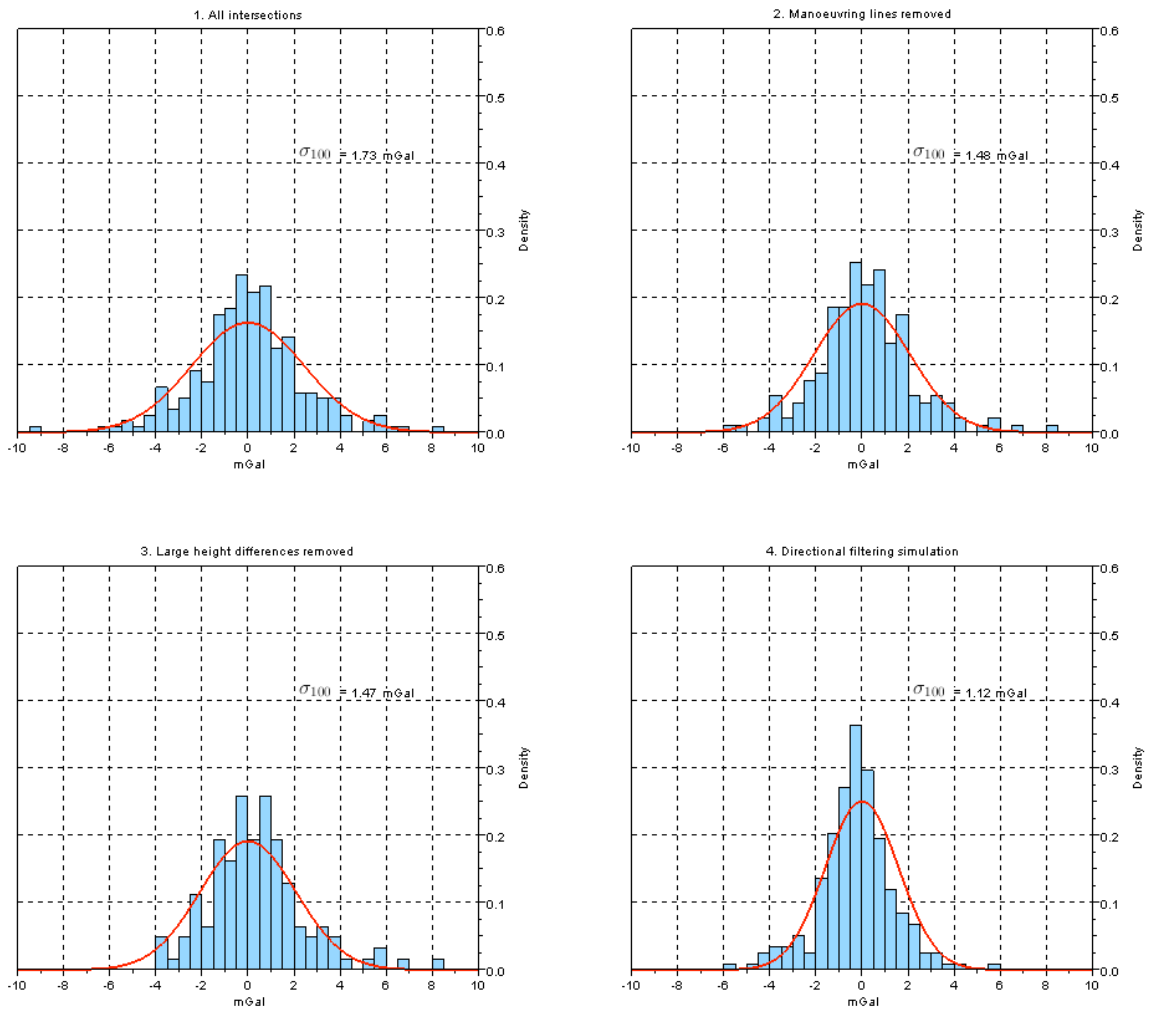 1. All intersections
2. Manoeuvring lines removed
0.6
0.5
0.4
0.3
0.2
0.1
0.0
σ100 = 1.73 mGal
Density
-10 -8 -6 -4 -2 0 2 4 6 8 10
mGal
0.6
0.5
0.4
0.3
0.2
0.1
0.0
σ100 = 1.48 mGal
Density
-10 -8 -6 -4 -2 0 2 4 6 8 10
mGal
3. Large height differences removed
4. Directional filtering simulation
0.6
0.5
0.4
0.3
0.2
0.1
0.0
σ100 = 1.47 mGal
Density
-10 -8 -6 -4 -2 0 2 4 6 8 10
mGal
0.6
0.5
0.4
0.3
0.2
0.1
0.0
σ100 = 1.12 mGal
Density
-10 -8 -6 -4 -2 0 2 4 6 8 10
mGal